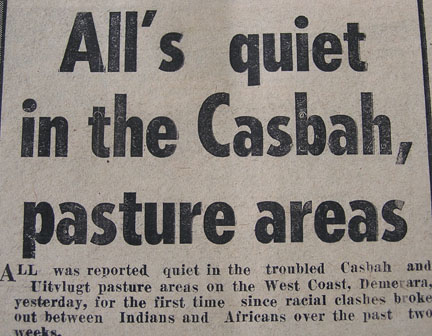 All's quiet
in the Casbah,
pasture areas
ALL was reported quiet in the troubled Casbah and
Uitvlugt pasture areas on the West Coast, Demerara,
yesterday, for the first time since racial clashes broke
out between Indians and Africans over the past two
weeks.